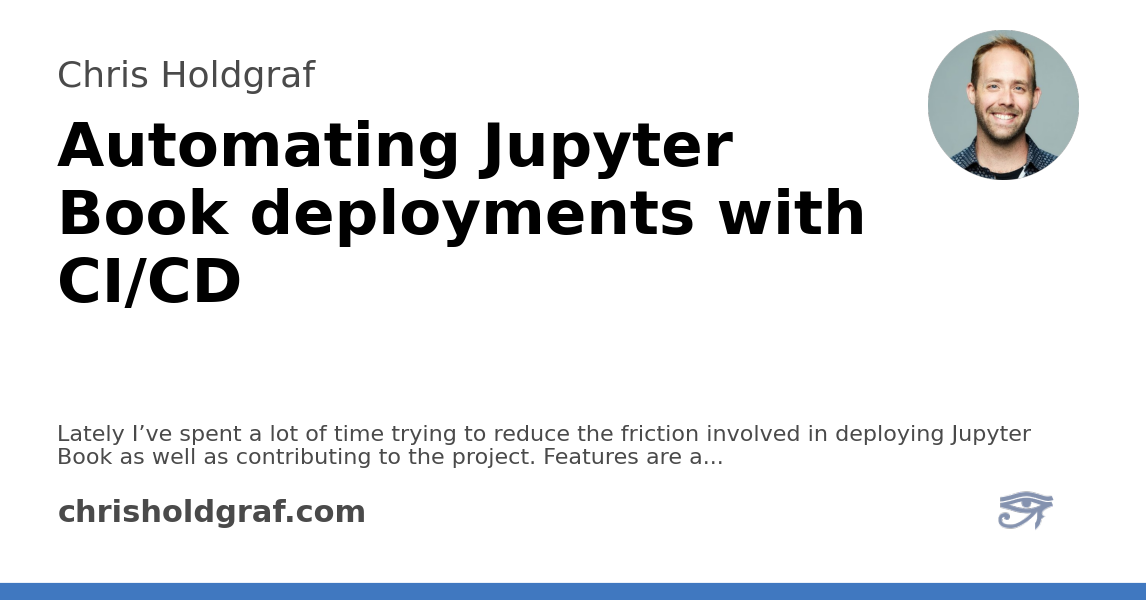 Chris Holdgraf
Automating Jupyter
Book deployments with
CI/CD
Lately I’ve spent a lot of time trying to reduce the friction involved in deploying Jupyter
Book as well as contributing to the project. Features are a...
chrisholdgraf.com